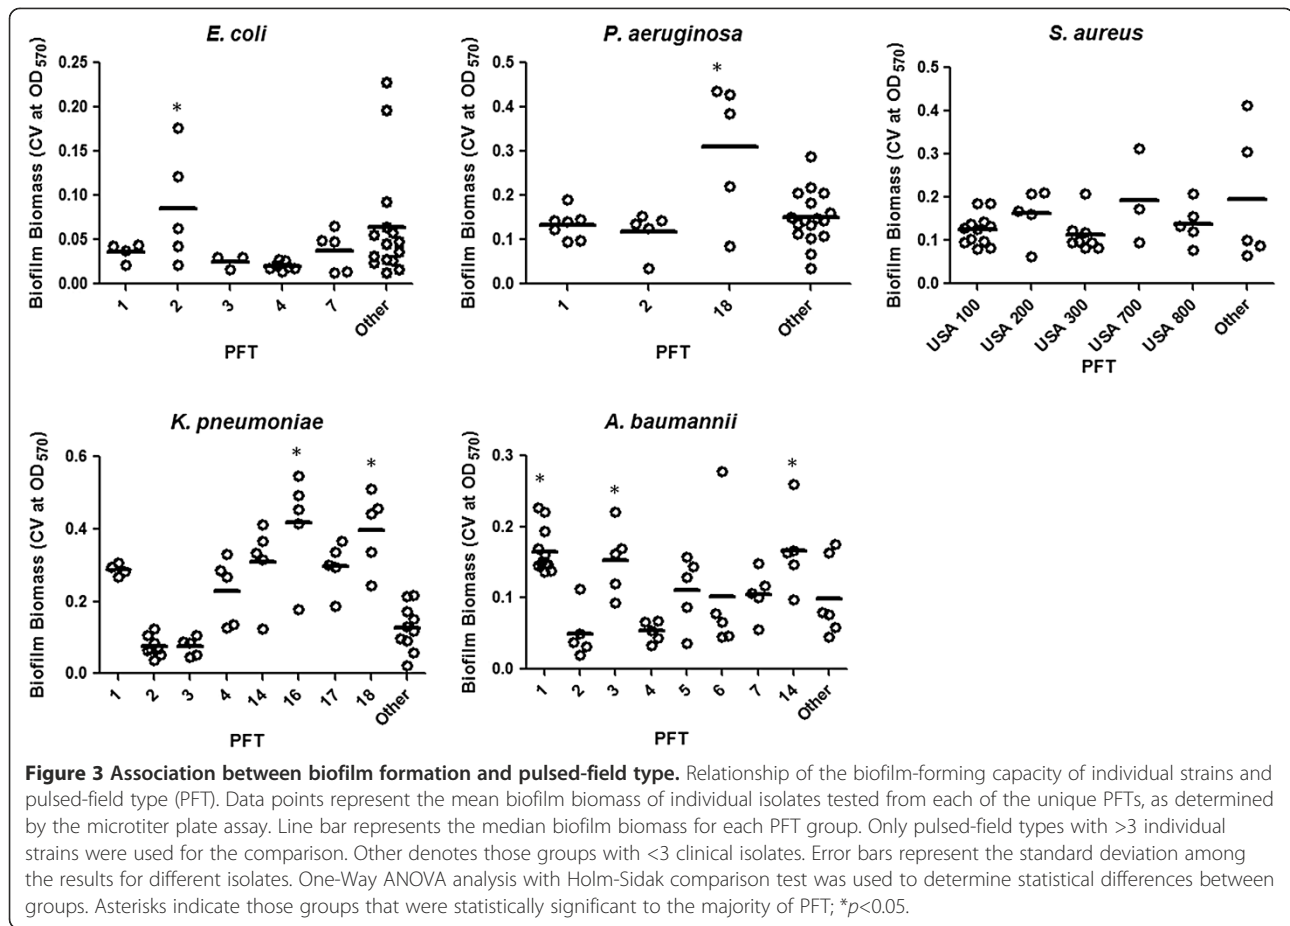 E. coli
Biofilm Biomass (CV at OD570)
0.25
0.20
0.15
0.10
0.05
0.00
*
1
2
3
4
7
Other
PFT
P. aeruginosa
Biofilm Biomass (CV at OD570)
0.5
0.4
0.3
0.2
0.1
0.0
*
1
2
18
Other
PFT
S. aureus
Biofilm Biomass (CV at OD570)
0.5
0.4
0.3
0.2
0.1
0.0
USA 100
USA 200
USA 300
USA 700
USA 800
Other
PFT
K. pneumoniae
Biofilm Biomass (CV at OD570)
0.6
0.4
0.2
0.0
*
*
1
2
3
4
14
16
17
18
Other
PFT
A. baumannii
Biofilm Biomass (CV at OD570)
0.3
0.2
0.1
0.0
*
*
*
1
2
3
4
5
6
7
14
Other
PFT
Figure 3 Association between biofilm formation and pulsed-field type. Relationship of the biofilm-forming capacity of individual strains and
pulsed-field type (PFT). Data points represent the mean biofilm biomass of individual isolates tested from each of the unique PFTs, as determined
by the microtiter plate assay. Line bar represents the median biofilm biomass for each PFT group. Only pulsed-field types with >3 individual
strains were used for the comparison. Other denotes those groups with <3 clinical isolates. Error bars represent the standard deviation among
the results for different isolates. One-Way ANOVA analysis with Holm-Sidak comparison test was used to determine statistical differences between
groups. Asterisks indicate those groups that were statistically significant to the majority of PFT; *p<0.05.